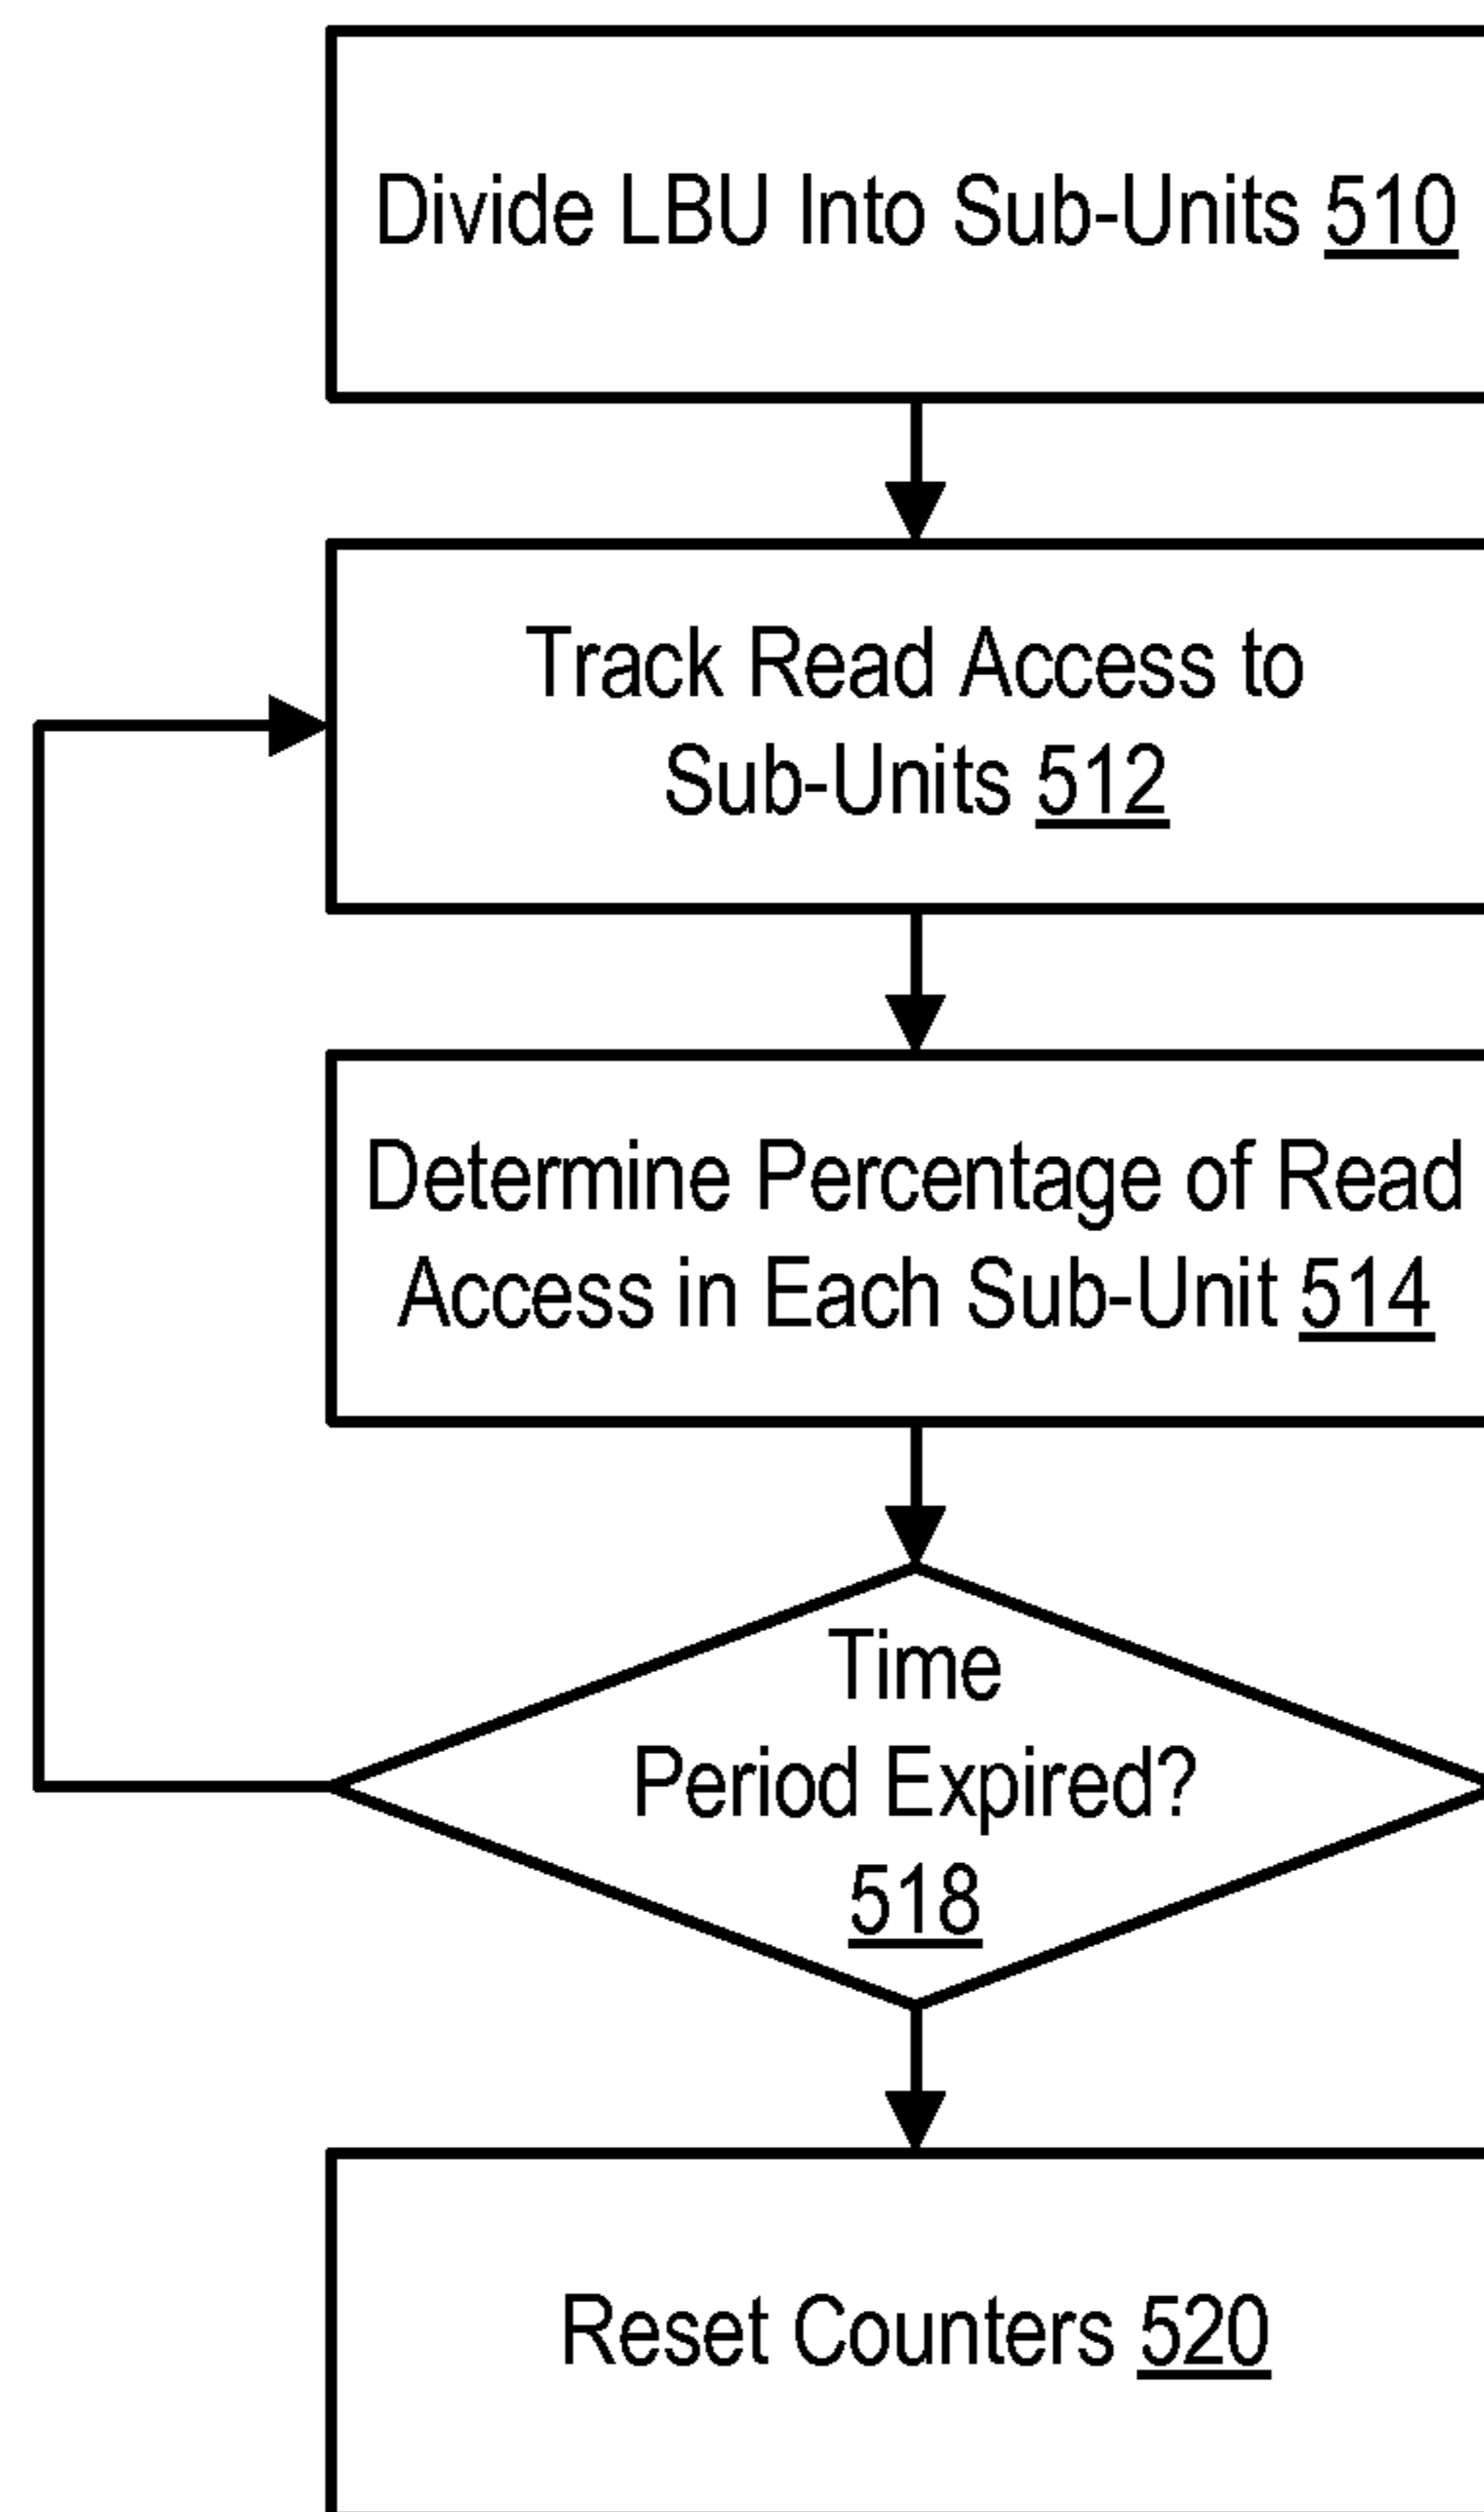 Divide LBU Into Sub-Units 510
Track Read Access to
Sub-Units 512
Determine Percentage of Read
Access in Each Sub-Unit 514
Time
Period Expired?
518
Reset Counters 520